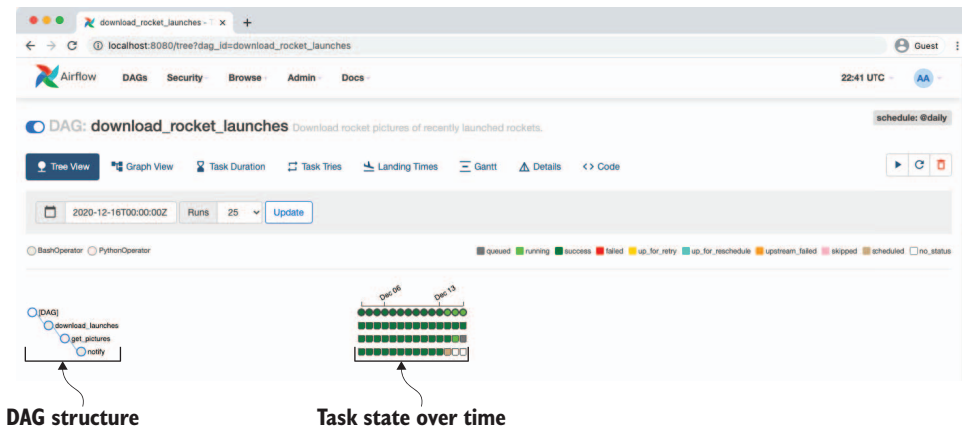 download_rocket_launches - T × +
localhost:8080/tree?dag_id=download_rocket_launches Guest
Airflow DAGs Security Browse Admin Docs 22:41 UTC AA
schedule: @daily
DAG: download_rocket_launches Download rocket pictures of recently launched rockets.
Tree View Graph View Task Duration Task Tries Landing Times Gantt Details <> Code
2020-12-16T00:00:00Z Runs 25 Update
BashOperator PythonOperator queued running success failed up_for_retry up_for_reschedule upstream_failed skipped scheduled no_status
Dec 06 Dec 13
[DAG]
download_launches
get_pictures
notify
DAG structure Task state over time